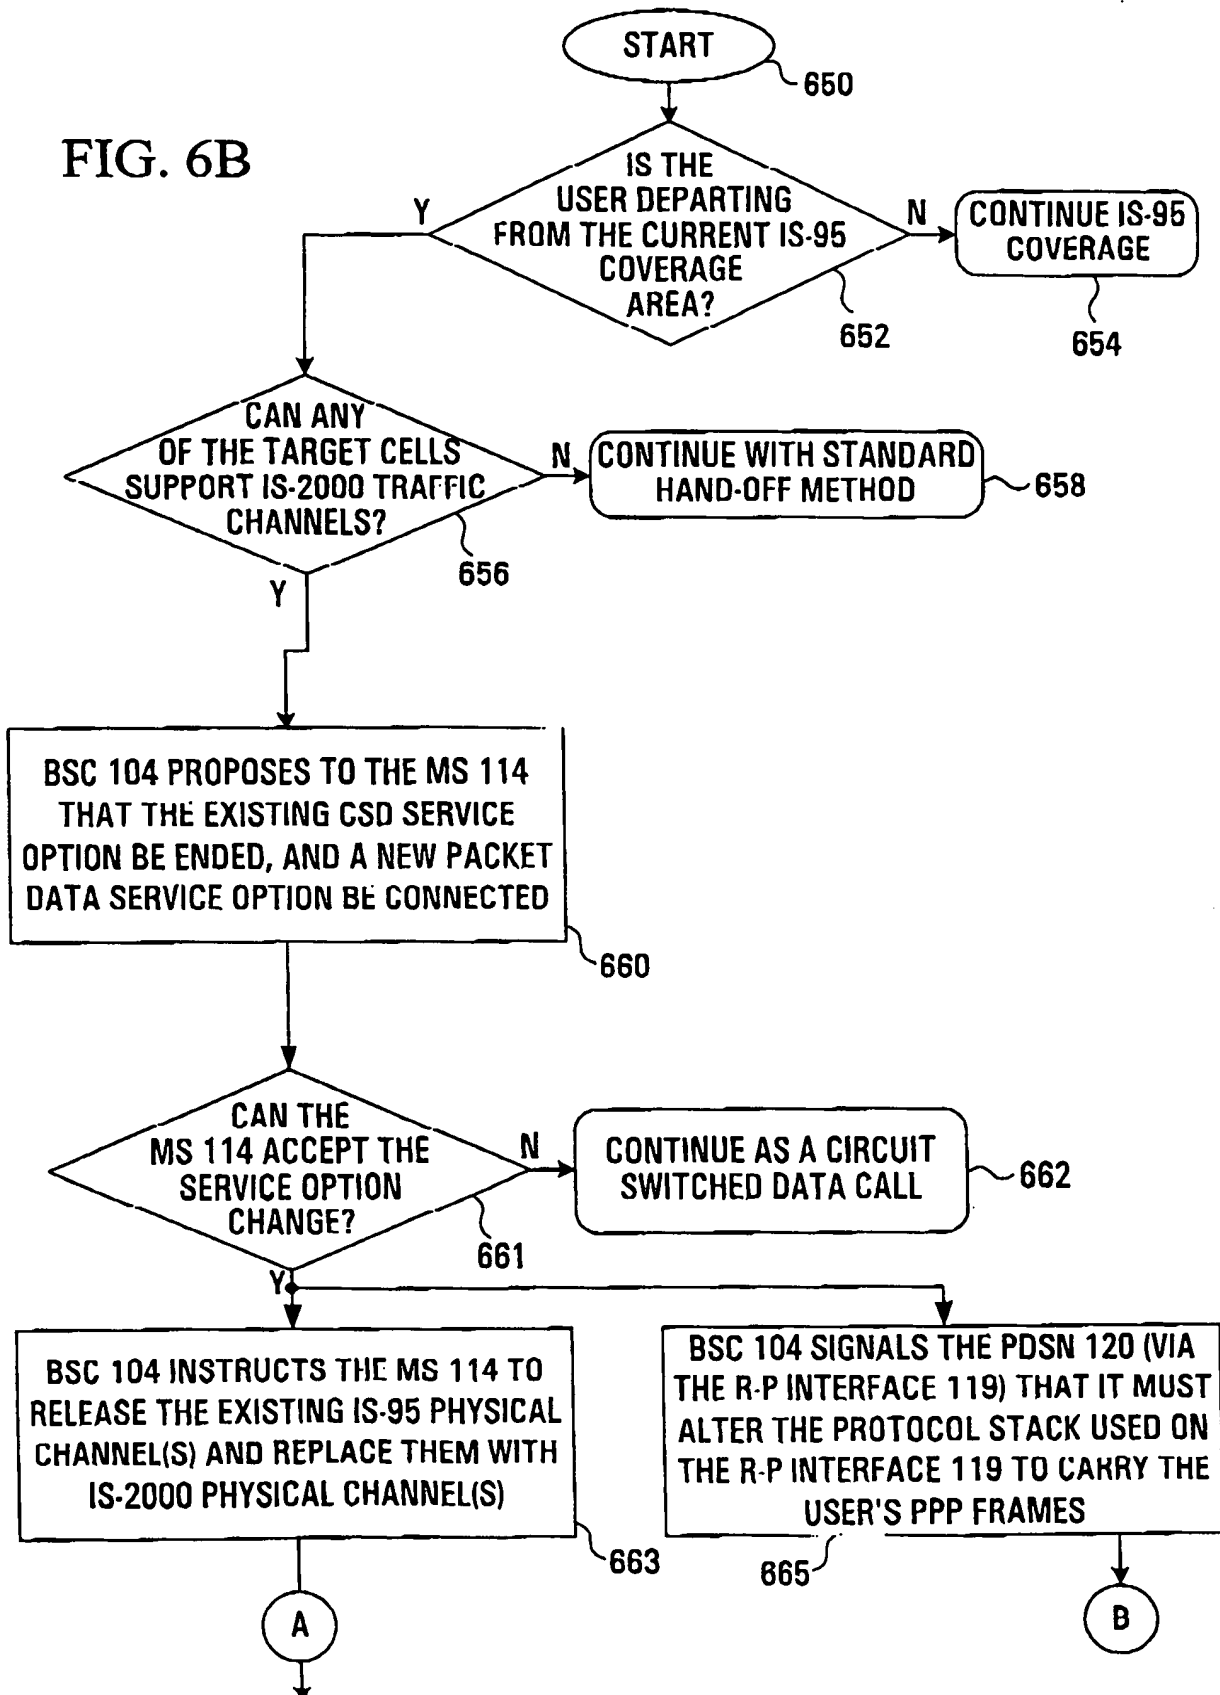 START
650
FIG. 6B
IS THE
USER DEPARTING
FROM THE CURRENT IS-95
COVERAGE
AREA?
Y
N
CONTINUE IS-95
COVERAGE
652
654
CAN ANY
OF THE TARGET CELLS
SUPPORT IS-2000 TRAFFIC
CHANNELS?
N
CONTINUE WITH STANDARD
HAND-OFF METHOD
658
656
Y
BSC 104 PROPOSES TO THE MS 114
THAT THE EXISTING CSD SERVICE
OPTION BE ENDED, AND A NEW PACKET
DATA SERVICE OPTION BE CONNECTED
660
CAN THE
MS 114 ACCEPT THE
SERVICE OPTION
CHANGE?
N
CONTINUE AS A CIRCUIT
SWITCHED DATA CALL
662
661
Y
BSC 104 INSTRUCTS THE MS 114 TO
RELEASE THE EXISTING IS-95 PHYSICAL
CHANNEL(S) AND REPLACE THEM WITH
IS-2000 PHYSICAL CHANNEL(S)
663
BSC 104 SIGNALS THE PDSN 120 (VIA
THE R-P INTERFACE 119) THAT IT MUST
ALTER THE PROTOCOL STACK USED ON
THE R-P INTERFACE 119 TO CARRY THE
USER'S PPP FRAMES
665
A
B